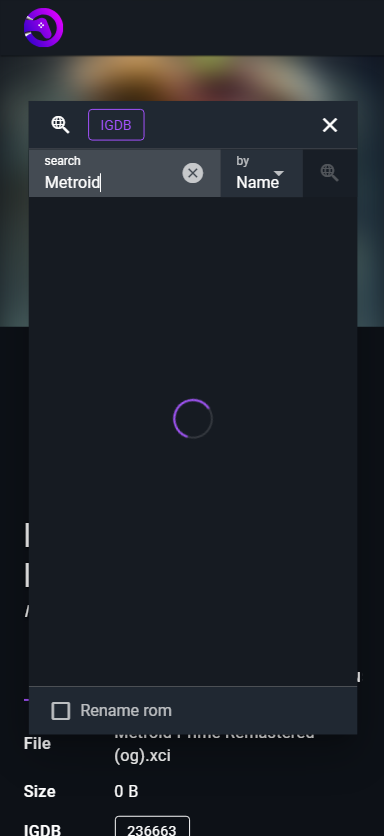 IGDB
search
by
Metroid
Name
Rename rom
File
Metroid Prime Remastered
(og).xci
Size
0 B
IGDB
236663